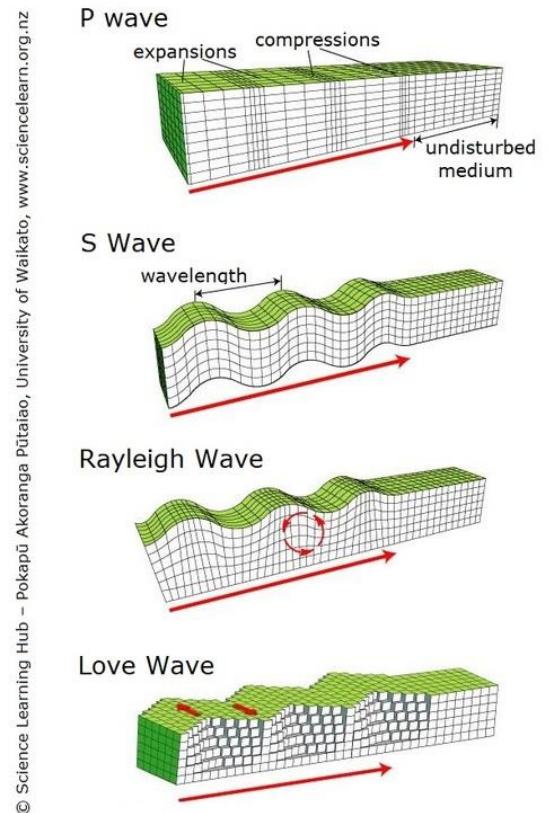 P wave
expansions
compressions
undisturbed
medium
S Wave
wavelength
Rayleigh Wave
Love Wave
© Science Learning Hub – Pokapū Akoranga Pūtaiao, University of Waikato, www.sciencelearn.org.nz